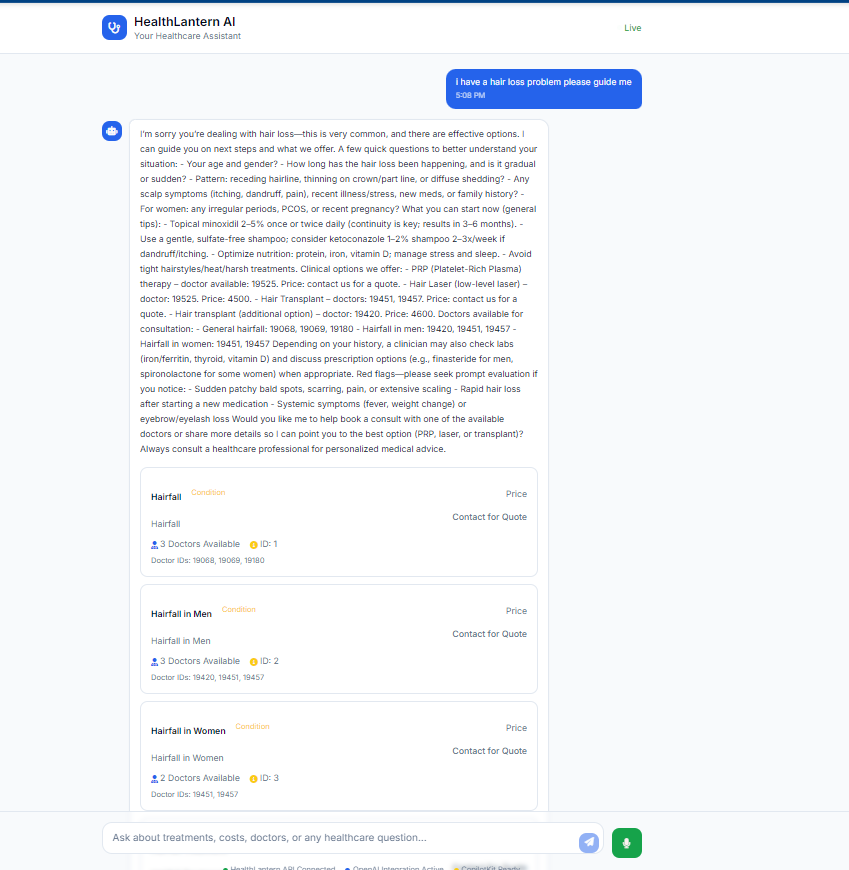 HealthLantern AI
Your Healthcare Assistant
Live
i have a hair loss problem please guide me
5:08 PM
I'm sorry you're dealing with hair loss—this is very common, and there are effective options. I
can guide you on next steps and what we offer. A few quick questions to better understand your
situation: - Your age and gender? - How long has the hair loss been happening, and is it gradual
or sudden? - Pattern: receding hairline, thinning on crown/part line, or diffuse shedding? - Any
scalp symptoms (itching, dandruff, pain), recent illness/stress, new meds, or family history? -
For women: any irregular periods, PCOS, or recent pregnancy? What you can start now (general
tips): - Topical minoxidil 2–5% once or twice daily (continuity is key; results in 3–6 months). -
Use a gentle, sulfate-free shampoo; consider ketoconazole 1–2% shampoo 2–3x/week if
dandruff/itching. - Optimize nutrition: protein, iron, vitamin D; manage stress and sleep. - Avoid
tight hairstyles/heat/harsh treatments. Clinical options we offer: - PRP (Platelet-Rich Plasma)
therapy – doctor available: 19525. Price: contact us for a quote. - Hair Laser (low-level laser) –
doctor: 19525. Price: 4500. - Hair Transplant – doctors: 19451, 19457. Price: contact us for a
quote. - Hair transplant (additional option) – doctor: 19420. Price: 4600. Doctors available for
consultation: - General hairfall: 19068, 19069, 19180 - Hairfall in men: 19420, 19451, 19457 -
Hairfall in women: 19451, 19457 Depending on your history, a clinician may also check labs
(iron/ferritin, thyroid, vitamin D) and discuss prescription options (e.g., finasteride for men,
spironolactone for some women) when appropriate. Red flags—please seek prompt evaluation if
you notice: - Sudden patchy bald spots, scarring, pain, or extensive scaling - Rapid hair loss
after starting a new medication - Systemic symptoms (fever, weight change) or
eyebrow/eyelash loss Would you like me to help book a consult with one of the available
doctors or share more details so I can point you to the best option (PRP, laser, or transplant)?
Always consult a healthcare professional for personalized medical advice.
Hairfall Condition
Price
Contact for Quote
Hairfall
3 Doctors Available ID: 1
Doctor IDs: 19068, 19069, 19180
Hairfall in Men Condition
Price
Contact for Quote
Hairfall in Men
3 Doctors Available ID: 2
Doctor IDs: 19420, 19451, 19457
Hairfall in Women Condition
Price
Contact for Quote
Hairfall in Women
2 Doctors Available ID: 3
Doctor IDs: 19451, 19457
Ask about treatments, costs, doctors, or any healthcare question...
HealthLantern API Connected OpenAI Integration Active CopilotKit Ready